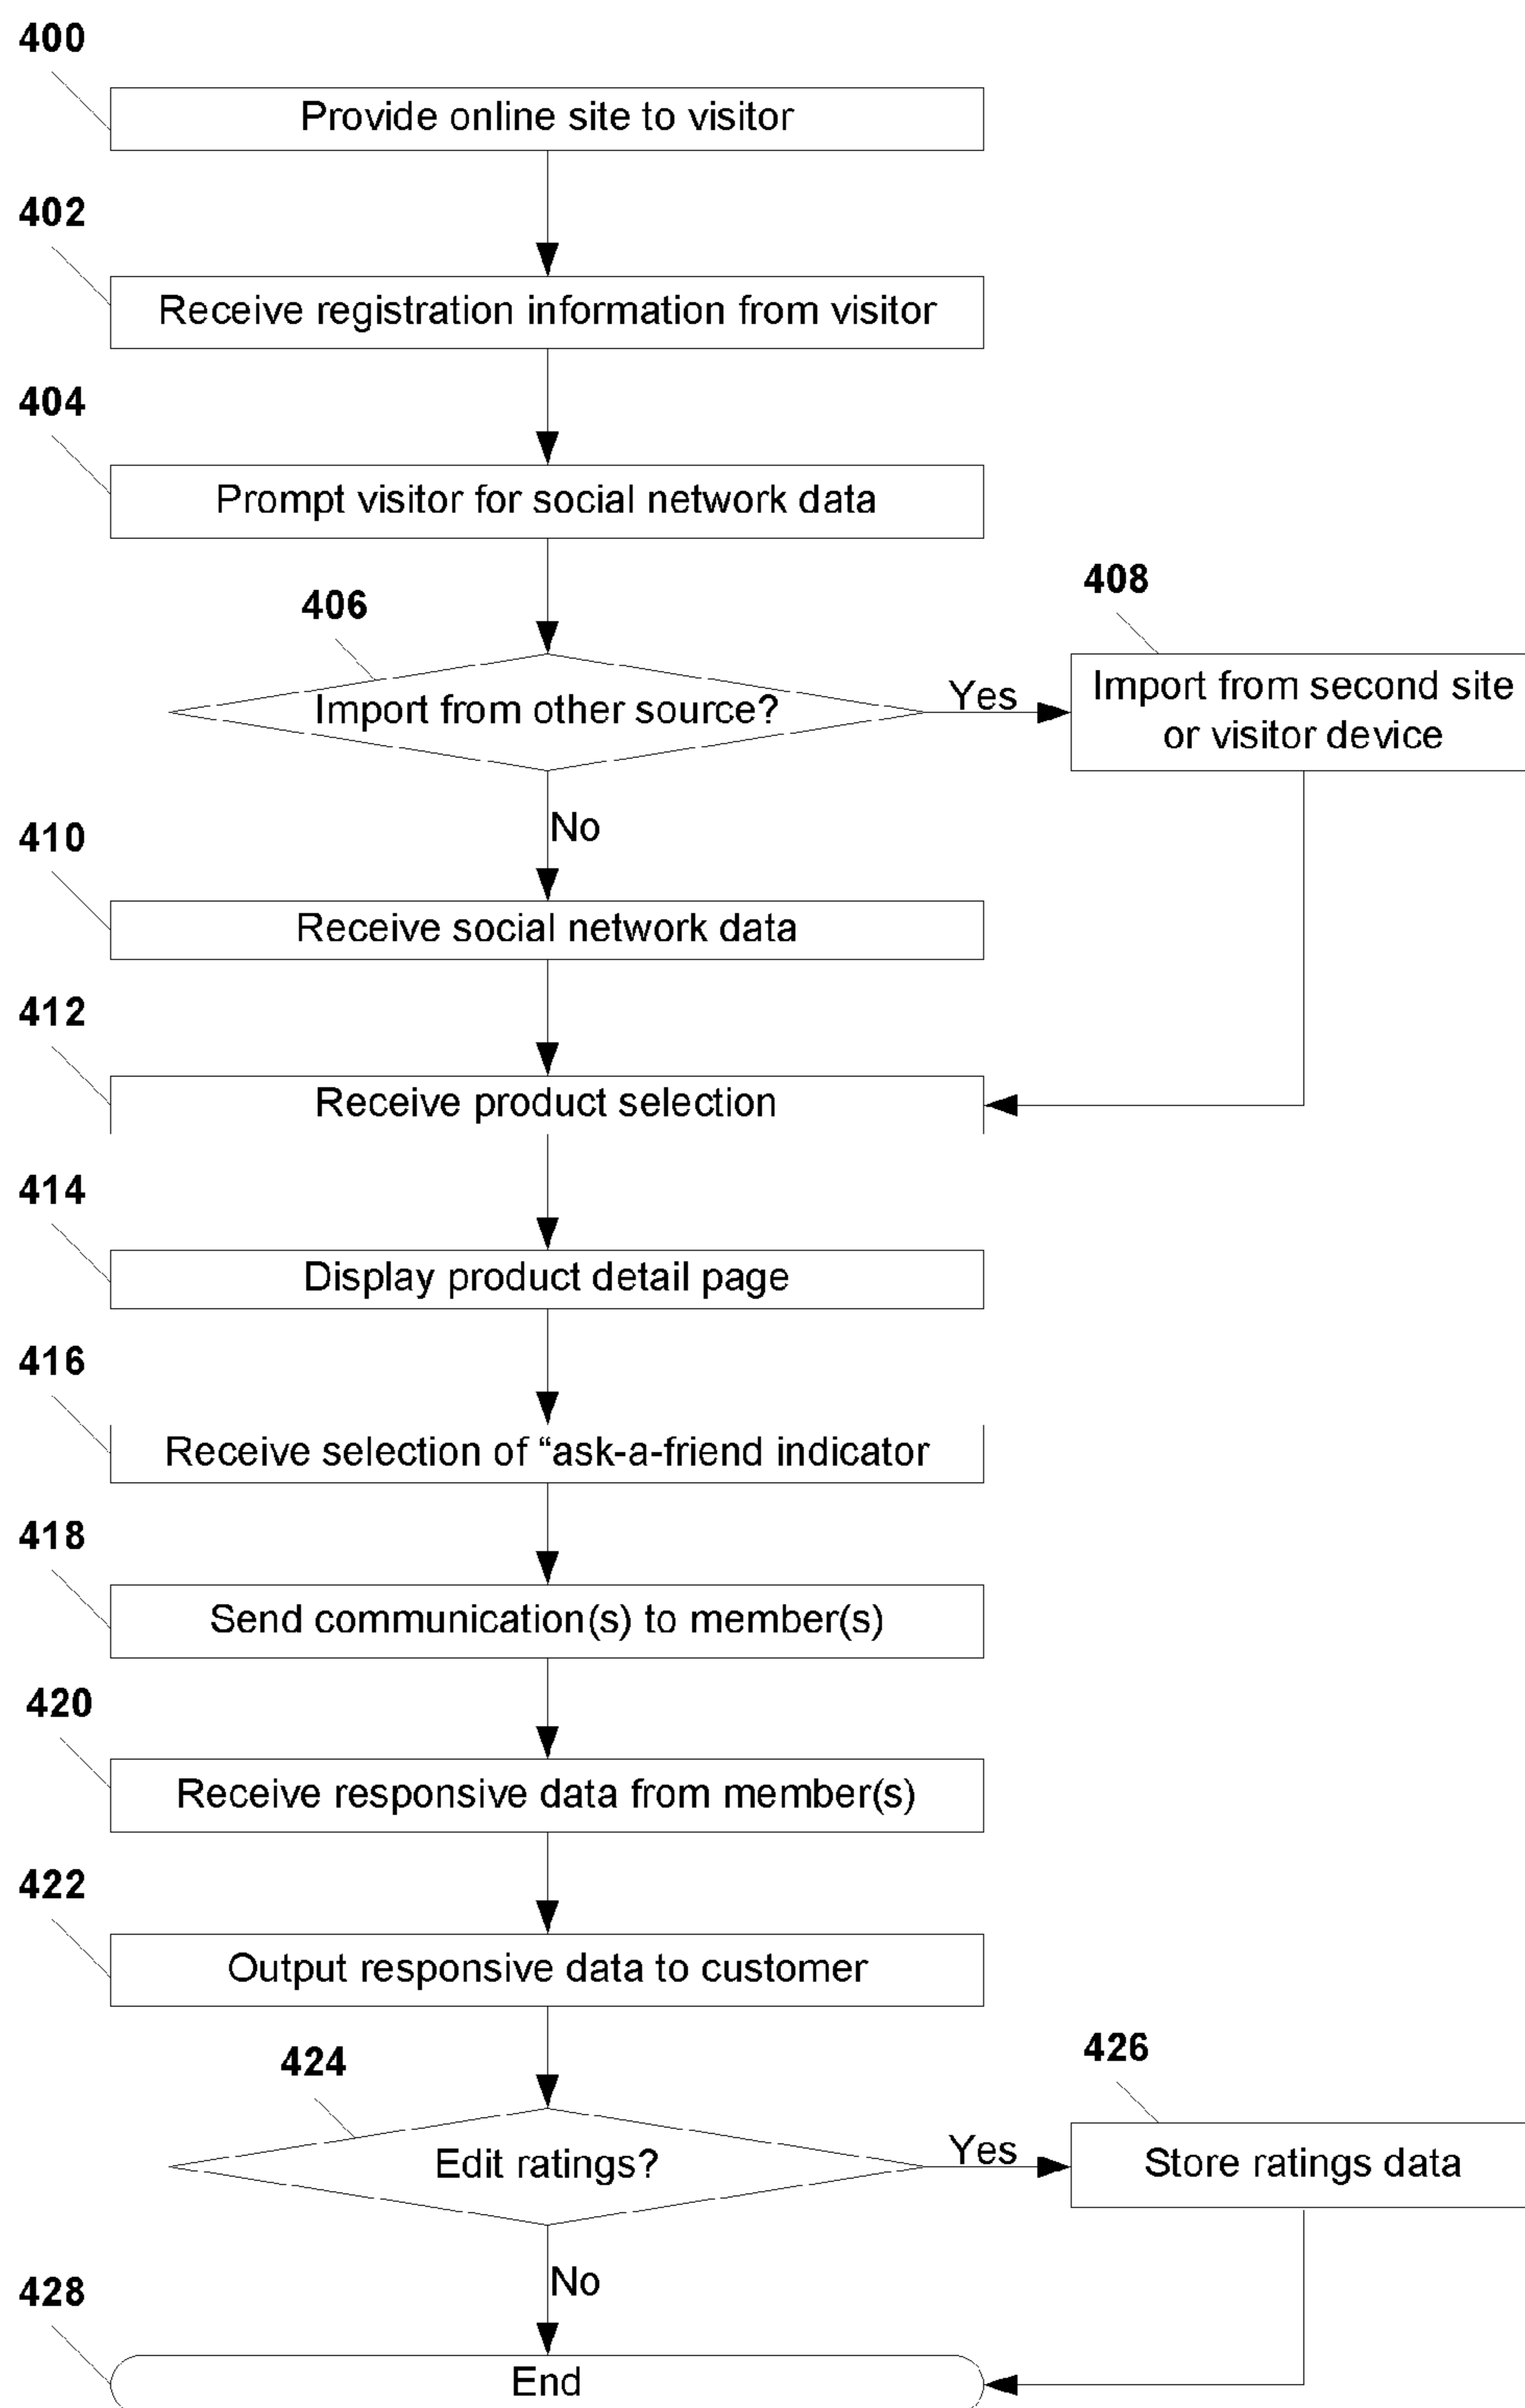 400
Provide online site to visitor
402
Receive registration information from visitor
404
Prompt visitor for social network data
406
Import from other source?
Yes
408
Import from second site
or visitor device
No
410
Receive social network data
412
Receive product selection
414
Display product detail page
416
Receive selection of “ask-a-friend indicator
418
Send communication(s) to member(s)
420
Receive responsive data from member(s)
422
Output responsive data to customer
424
Edit ratings?
Yes
426
Store ratings data
No
428
End